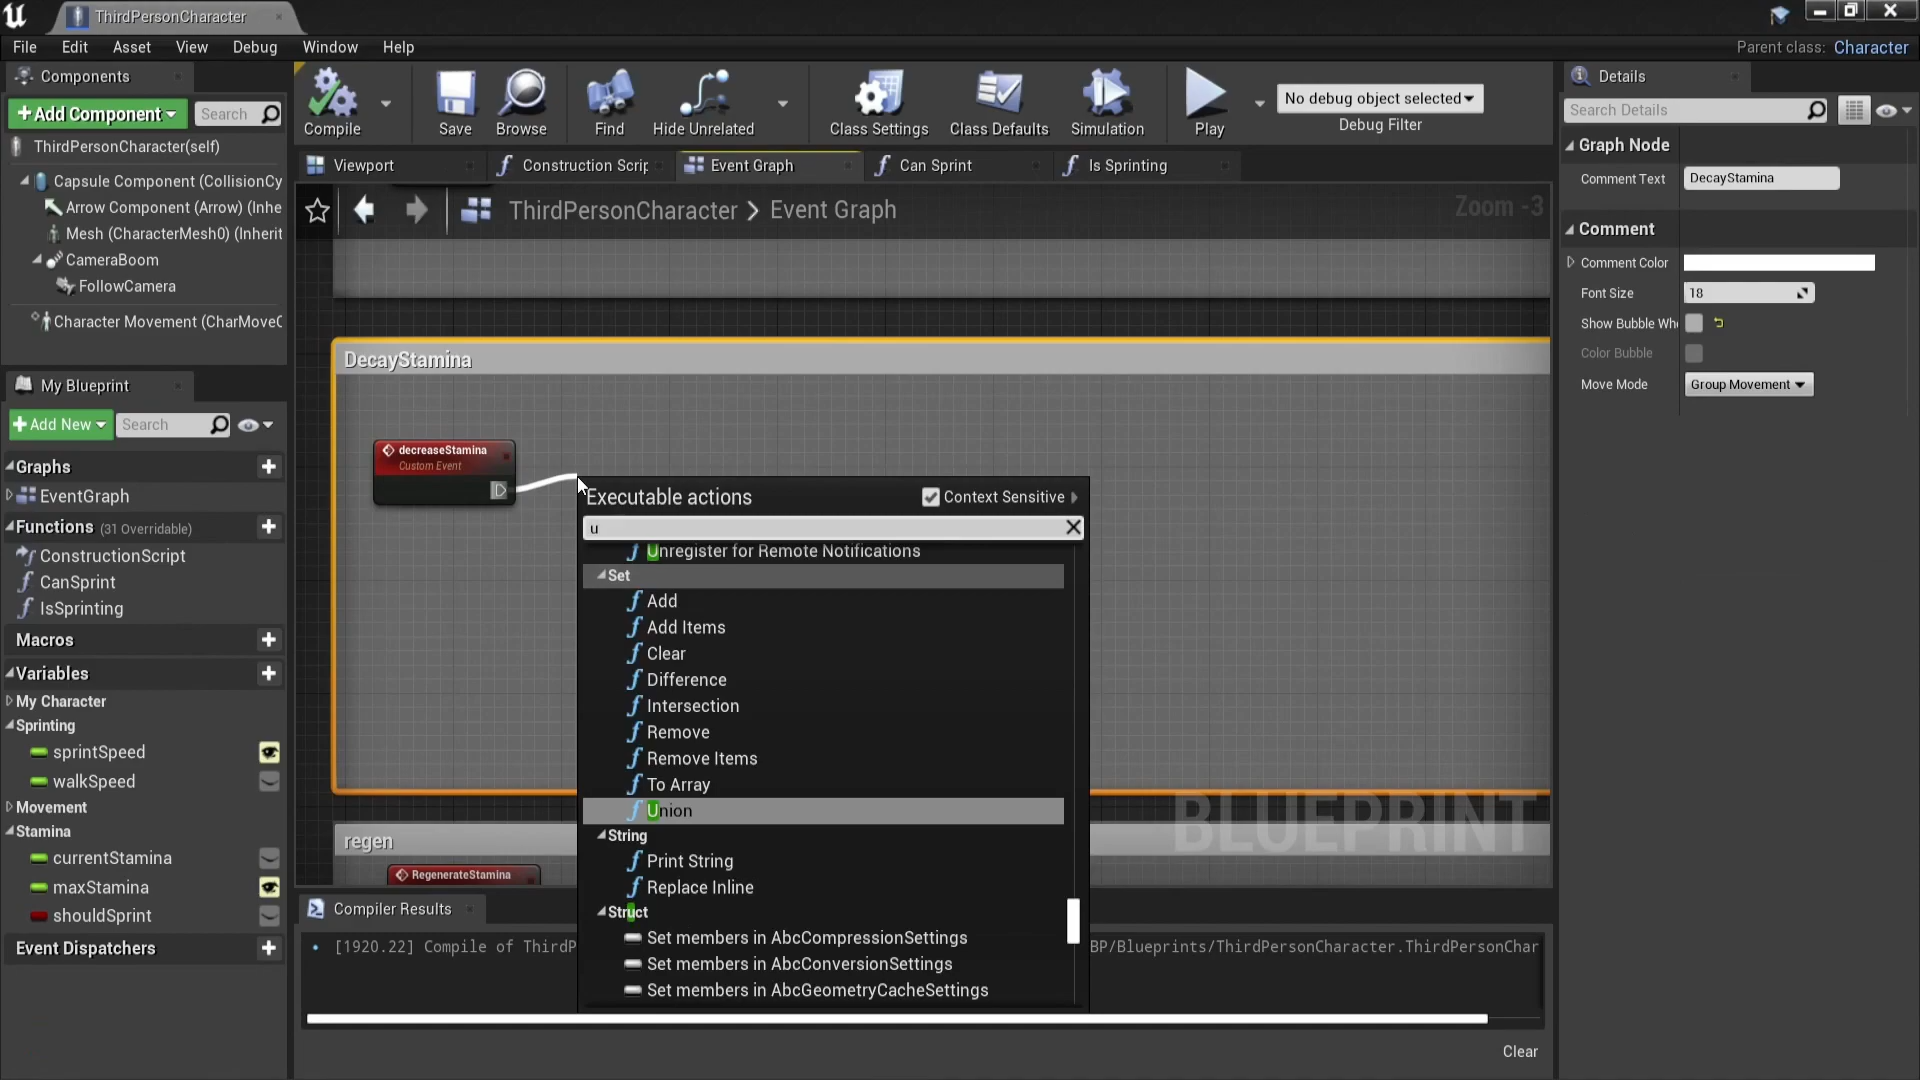 ThirdPersonCharacter
File Edit Asset View Debug Window Help
Parent class: Character
Components
Add Component
Search
ThirdPersonCharacter(self)
Capsule Component (CollisionCy
Arrow Component (Arrow) (Inhe
Mesh (CharacterMesh0) (Inherit
CameraBoom
FollowCamera
Character Movement (CharMoveC
My Blueprint
Add New
Search
Graphs
EventGraph
Functions (31 Overridable)
ConstructionScript
CanSprint
IsSprinting
Macros
Variables
My Character
Sprinting
sprintSpeed
walkSpeed
Movement
Stamina
currentStamina
maxStamina
shouldSprint
Event Dispatchers
Compile Save Browse Find Hide Unrelated Class Settings Class Defaults Simulation Play
No debug object selected
Debug Filter
Viewport Construction Scrip Event Graph Can Sprint Is Sprinting
ThirdPersonCharacter > Event Graph
Zoom -3
DecayStamina
decreaseStamina
Custom Event
Executable actions
Context Sensitive
u
Unregister for Remote Notifications
Set
Add
Add Items
Clear
Difference
Intersection
Remove
Remove Items
To Array
Union
String
Print String
Replace Inline
Struct
Set members in AbcCompressionSettings
Set members in AbcConversionSettings
Set members in AbcGeometryCacheSettings
BLUEPRINT
regen
RegenerateStamina
Compiler Results
[1920.22] Compile of ThirdP
BP/Blueprints/ThirdPersonCharacter.ThirdPersonChar
Clear
Details
Search Details
Graph Node
Comment Text DecayStamina
Comment
Comment Color
Font Size 18
Show Bubble Whe
Color Bubble
Move Mode Group Movement